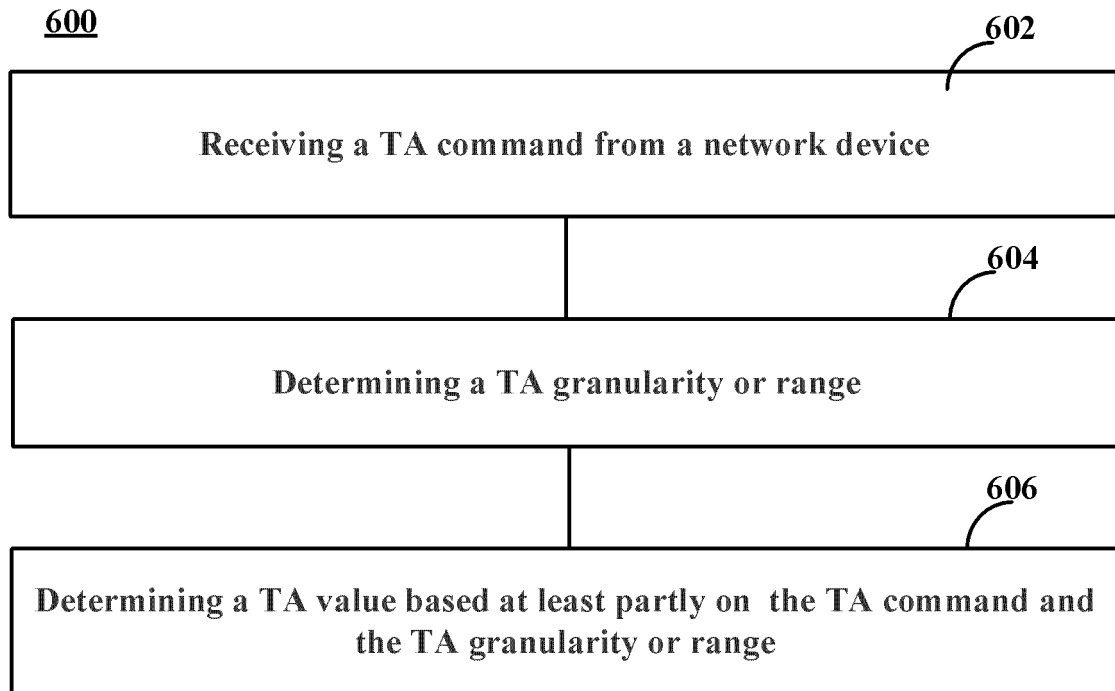 600
602
Receiving a TA command from a network device
604
Determining a TA granularity or range
606
Determining a TA value based at least partly on the TA command and
the TA granularity or range